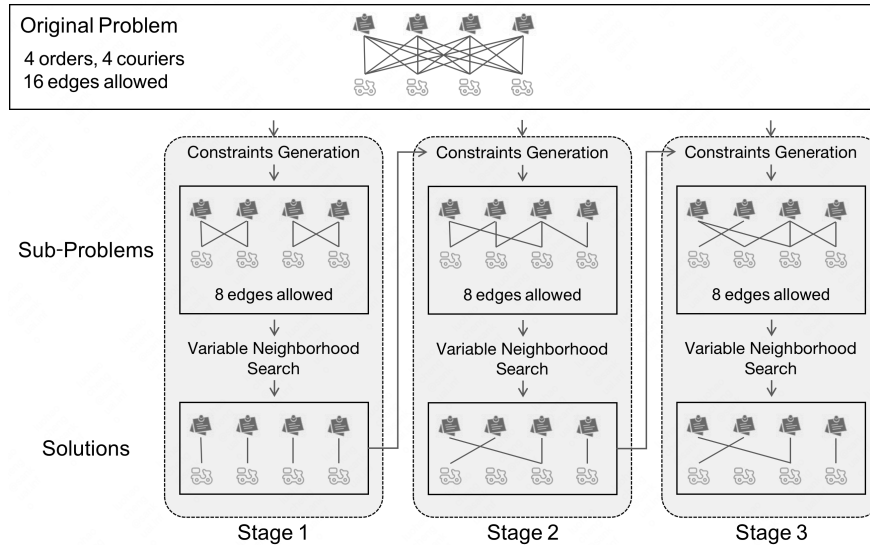 Original Problem
4 orders, 4 couriers
16 edges allowed
Constraints Generation
Constraints Generation
Constraints Generation
Sub-Problems
8 edges allowed
8 edges allowed
8 edges allowed
Variable Neighborhood
Search
Variable Neighborhood
Search
Variable Neighborhood
Search
Solutions
Stage 1
Stage 2
Stage 3